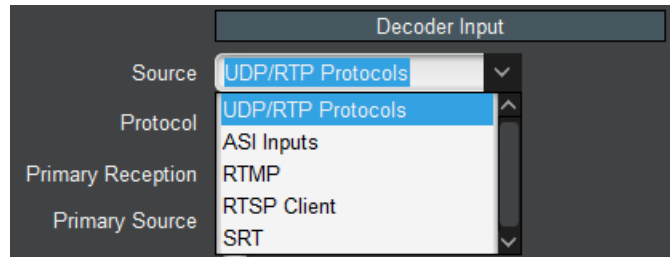 Decoder Input
Source UDP/RTP Protocols
UDP/RTP Protocols
Protocol
ASI Inputs
Primary Reception RTMP
RTSP Client
Primary Source
SRT